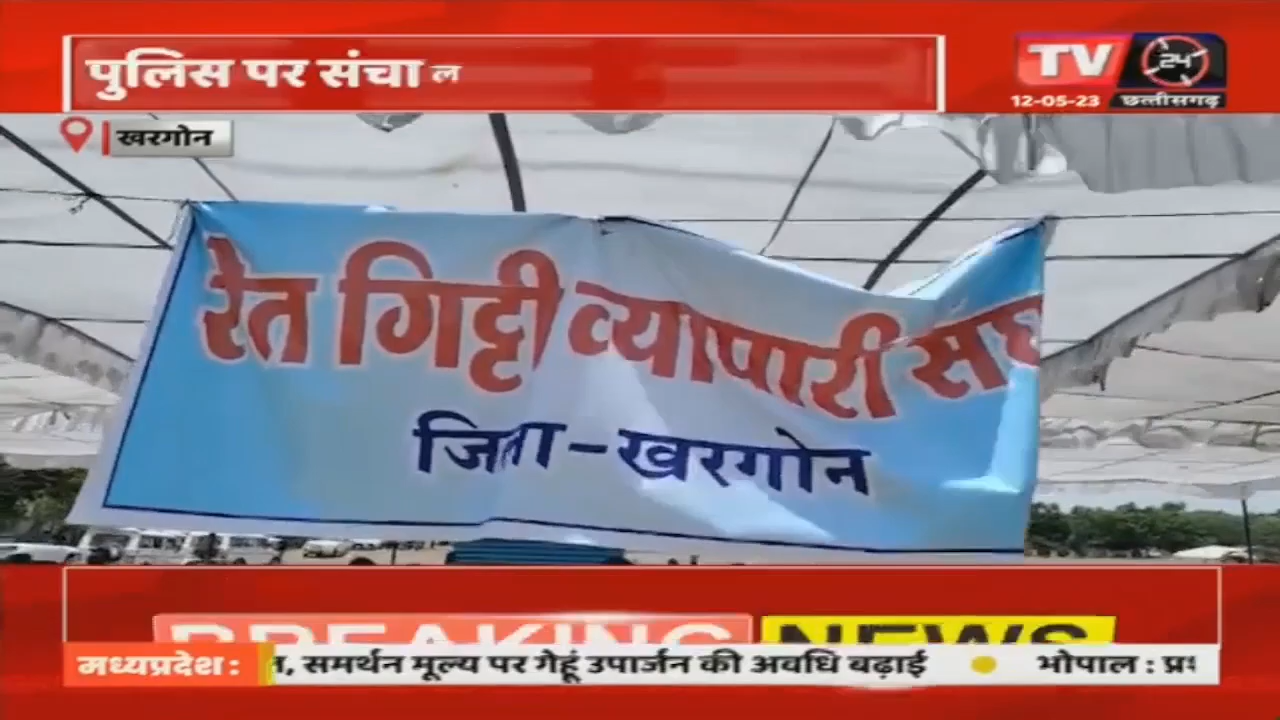 पुलिस पर संचाल
TV 24
12-05-23 छत्तीसगढ़
खरगोन
रेत गिट्टी व्यापारी संघ
जिला-खरगोन
BREAKING NEWS
मध्यप्रदेश : न, समर्थन मूल्य पर गेहूं उपार्जन की अवधि बढ़ाई भोपाल : प्र